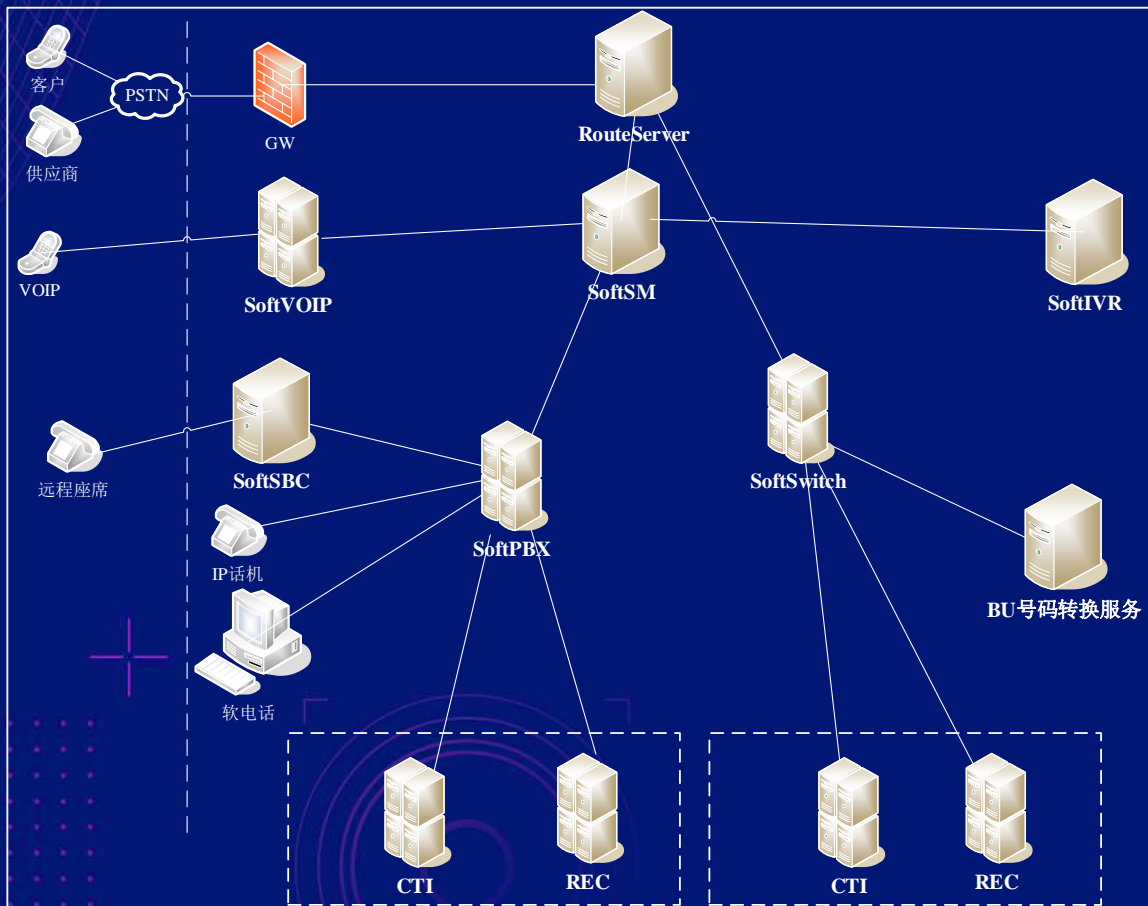 客户
PSTN
供应商
GW
RouteServer
VOIP
SoftVOIP
SoftSM
SoftIVR
远程座席
SoftSBC
SoftPBX
SoftSwitch
IP话机
BU号码转换服务
软电话
CTI
REC
CTI
REC